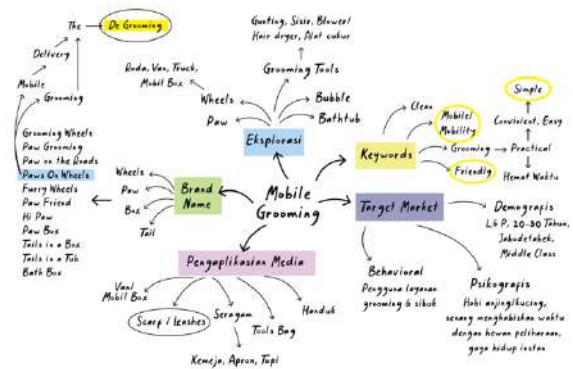 The
De Grooming
Delivery
Mobile
Grooming
Grooming Wheels
Paw Grooming
Paw on the Roads
Paws On Wheels
Furry Wheels
Paw Friend
Hi Paw
Paw Box
Tails in a Box
Tails in a Tub
Bath Box
Brand
Name
Wheels
Paw
Box
Tail
Eksplorasi
Roda, Van, Truck,
Mobil Box
Wheels
Paw
Gunting, Sisir, Blower/
Hair dryer, Alat cukur
Grooming Tools
Bubble
Bathtub
Mobile
Grooming
Keywords
Clean
Mobile/
Mobility
Grooming
Friendly
Practical
Convinient, Easy
Simple
Hemat Waktu
Target Market
Demografis
L & P, 20-30 Tahun,
Jabodetabek,
Middle Class
Behavioral
Pengguna layanan
grooming & sibuk
Psikografis
Hobi anjing/kucing,
senang menghabiskan waktu
dengan hewan peliharaan,
gaya hidup instan
Pengaplikasian Media
Van/
Mobil Box
Scarf / Leashes
Seragam
Kemeja, Apron, Topi
Tools Bag
Handuk